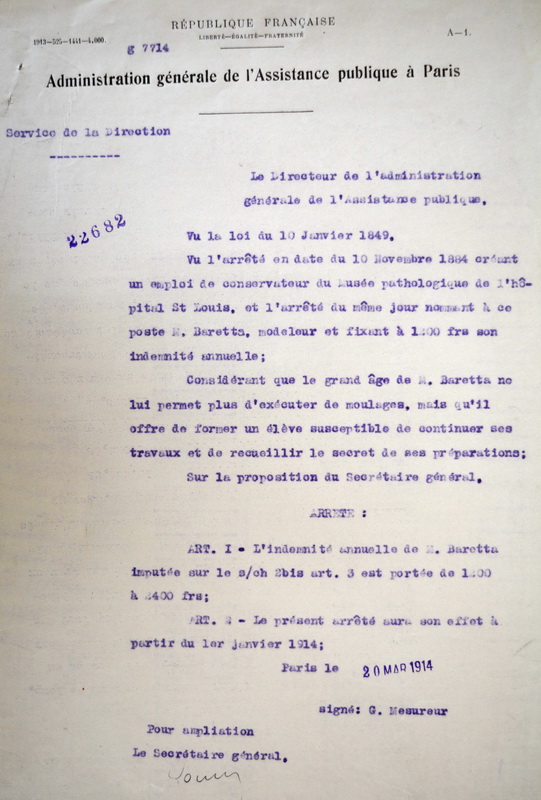 RÉPUBLIQUE FRANÇAISE
LIBERTÉ—ÉGALITÉ—FRATERNITÉ
1913-525-1441-4.000.
A-1.
g 7714
Administration générale de l'Assistance publique à Paris
Service de la Direction
Le Directeur de l'administration
générale de l'Assistance publique,
22682
Vu la loi du 10 Janvier 1849,
Vu l'arrêté en date du 10 Novembre 1884 créant
un emploi de conservateur du Musée pathologique de l'hô-
pital St Louis, et l'arrêté du même jour nommant à ce
poste M. Baretta, modeleur et fixant à 1200 frs son
indemnité annuelle;
Considérant que le grand âge de M. Baretta ne
lui permet plus d'exécuter de moulages, mais qu'il
offre de former un élève susceptible de continuer ses
travaux et de recueillir le secret de ses préparations;
Sur la proposition du Secrétaire général,
ARRETE :
ART. I - L'indemnité annuelle de M. Baretta
imputée sur le s/ch 2bis art. 3 est portée de 1200
à 2400 frs;
ART. 2 - Le présent arrêté aura son effet à
partir du 1er janvier 1914;
Paris le 20 MAR 1914
signé: G. Mesureur
Pour ampliation
Le Secrétaire général,